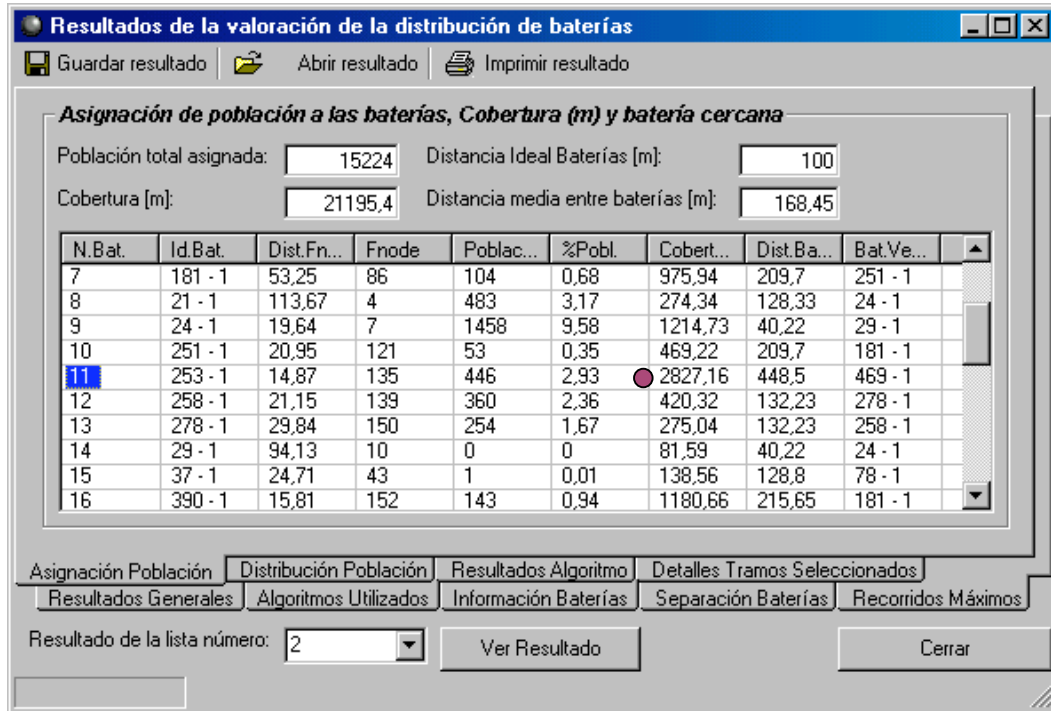 Resultados de la valoración de la distribución de baterías
Guardar resultado Abrir resultado Imprimir resultado
Asignación de población a las baterías, Cobertura (m) y batería cercana
Población total asignada: 15224 Distancia Ideal Baterías [m]: 100
Cobertura [m]: 21195,4 Distancia media entre baterías [m]: 168,45
N.Bat. Id.Bat. Dist.Fn... Fnode Poblac... %Pobl. Cobert... Dist.Ba... Bat.Ve...
7 181 - 1 53,25 86 104 0,68 975,94 209,7 251 - 1
8 21 - 1 113,67 4 483 3,17 274,34 128,33 24 - 1
9 24 - 1 19,64 7 1458 9,58 1214,73 40,22 29 - 1
10 251 - 1 20,95 121 53 0,35 469,22 209,7 181 - 1
11 253 - 1 14,87 135 446 2,93 2827,16 448,5 469 - 1
12 258 - 1 21,15 139 360 2,36 420,32 132,23 278 - 1
13 278 - 1 29,84 150 254 1,67 275,04 132,23 258 - 1
14 29 - 1 94,13 10 0 0 81,59 40,22 24 - 1
15 37 - 1 24,71 43 1 0,01 138,56 128,8 78 - 1
16 390 - 1 15,81 152 143 0,94 1180,66 215,65 181 - 1
Asignación Población Distribución Población Resultados Algoritmo Detalles Tramos Seleccionados
Resultados Generales Algoritmos Utilizados Información Baterías Separación Baterías Recorridos Máximos
Resultado de la lista número: 2 Ver Resultado Cerrar